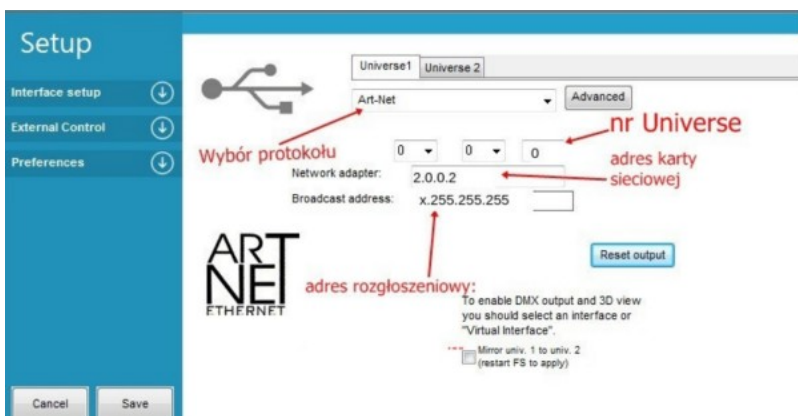 Setup
Interface setup
External Control
Preferences
Cancel
Save
Universe1
Universe 2
Art-Net
Advanced
nr Universe
Wybór protokołu
0
0
0
adres karty
sieciowej
Network adapter:
2.0.0.2
Broadcast address:
x.255.255.255
ART
NET
ETHERNET
Reset output
adres rozgłoszeniowy:
To enable DMX output and 3D view
you should select an interface or
"Virtual Interface".
Mirror univ. 1 to univ. 2
(restart FS to apply)